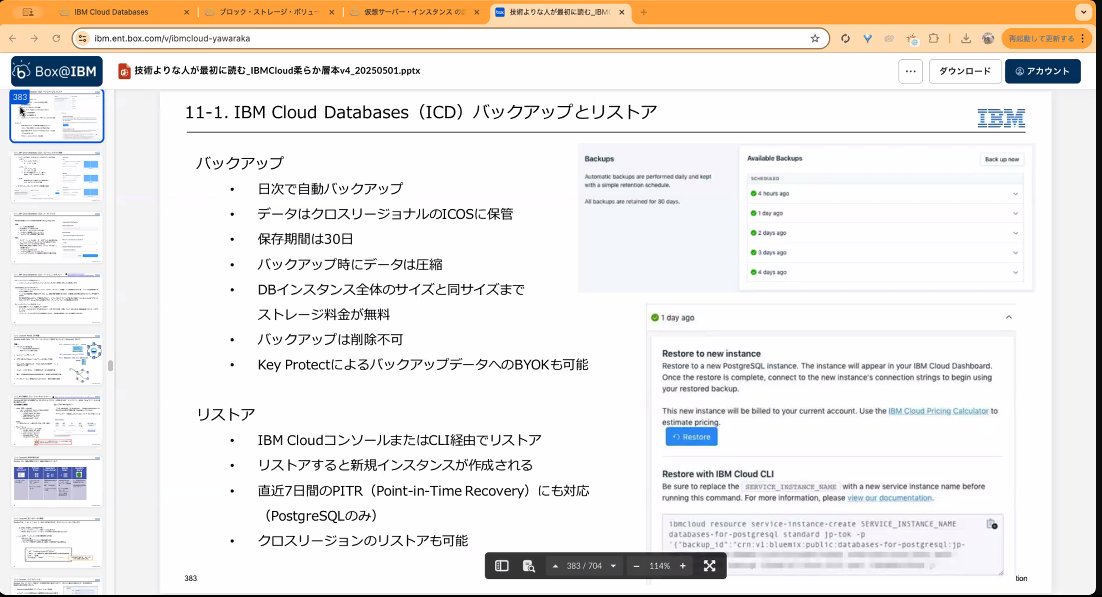 IBM Cloud Databases
ブロック・ストレージ・ボリュー
仮想サーバー・インスタンス の
技術よりな人が最初に読む_IBM
ibm.ent.box.com/v/ibmcloud-yawaraka
再起動して更新する
Box@IBM
技術よりな人が最初に読む_IBMCloud柔らか層本v4_20250501.pptx
ダウンロード
アカウント
383
11-1. IBM Cloud Databases（ICD）バックアップとリストア
IBM
バックアップ
• 日次で自動バックアップ
• データはクロスリージョナルのICOSに保管
• 保存期間は30日
• バックアップ時にデータは圧縮
• DBインスタンス全体のサイズと同サイズまで
ストレージ料金が無料
• バックアップは削除不可
• Key ProtectによるバックアップデータへのBYOKも可能
リストア
• IBM CloudコンソールまたはCLI経由でリストア
• リストアすると新規インスタンスが作成される
• 直近7日間のPITR（Point-in-Time Recovery）にも対応
（PostgreSQLのみ）
• クロスリージョンのリストアも可能
Backups
Automatic backups are performed daily and kept
with a simple retention schedule.
All backups are retained for 30 days.
Available Backups
Back up now
SCHEDULED
4 hours ago
1 day ago
2 days ago
3 days ago
4 days ago
1 day ago
Restore to new instance
Restore to a new PostgreSQL instance. The instance will appear in your IBM Cloud Dashboard.
Once the restore is complete, connect to the new instance's connection strings to begin using
your restored backup.
This new instance will be billed to your current account. Use the IBM Cloud Pricing Calculator to
estimate pricing.
Restore
Restore with IBM Cloud CLI
Be sure to replace the SERVICE_INSTANCE_NAME with a new service instance name before
running this command. For more information, please view our documentation.
ibmcloud resource service-instance-create SERVICE_INSTANCE_NAME
databases-for-postgresql standard jp-tok -p
'{"backup_id":"crn:v1:bluemix:public:databases-for-postgresql:jp-
383
383 / 704
114%
tion